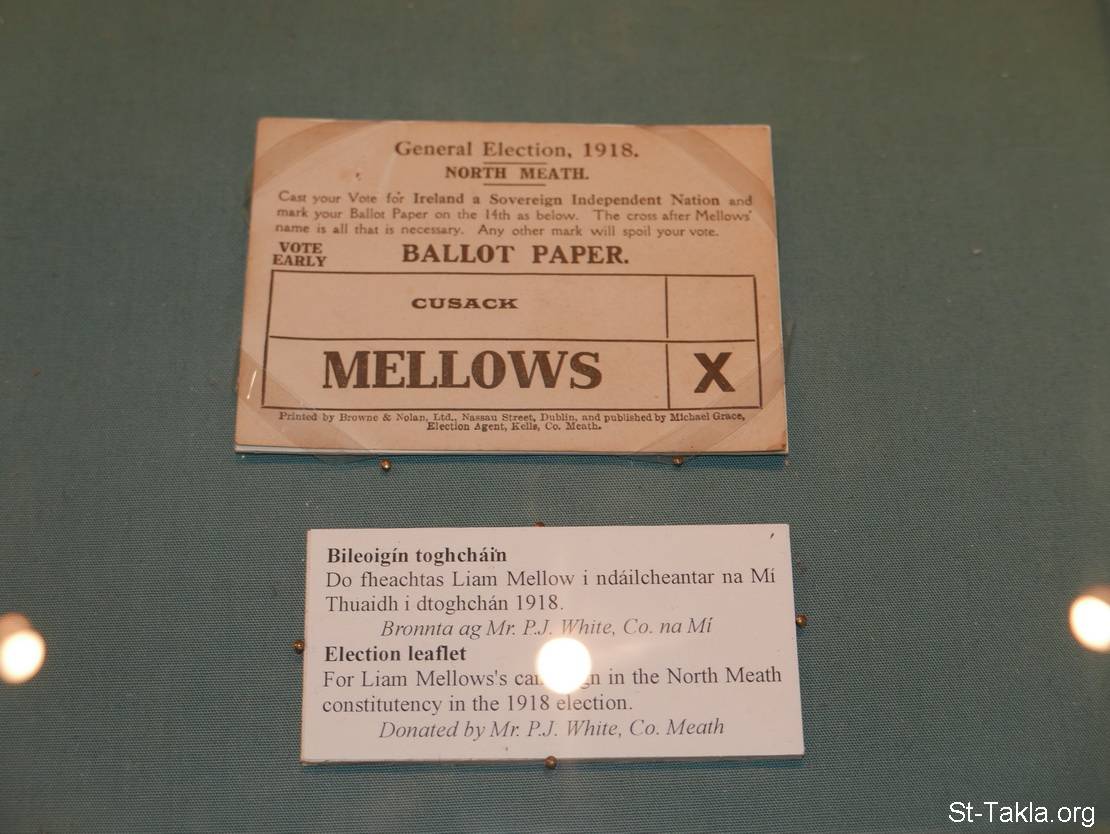 General Election, 1918.
NORTH MEATH.
Cast your Vote for Ireland a Sovereign Independent Nation and
mark your Ballot Paper on the 14th as below. The cross after Mellows'
name is all that is necessary. Any other mark will spoil your vote.
VOTE
EARLY
BALLOT PAPER.
CUSACK
MELLOWS X
Printed by Browne & Nolan, Ltd., Nassau Street, Dublin, and published by Michael Grace,
Election Agent, Kells, Co. Meath.
Bileoigín toghcháin
Do fheachtas Liam Mellow i ndáilcheantar na Mí
Thuaidh i dtoghchán 1918.
Bronnta ag Mr. P.J. White, Co. na Mí
Election leaflet
For Liam Mellows's in the North Meath
constitutency in the 1918 election.
Donated by Mr. P.J. White, Co. Meath
St-Takla.org